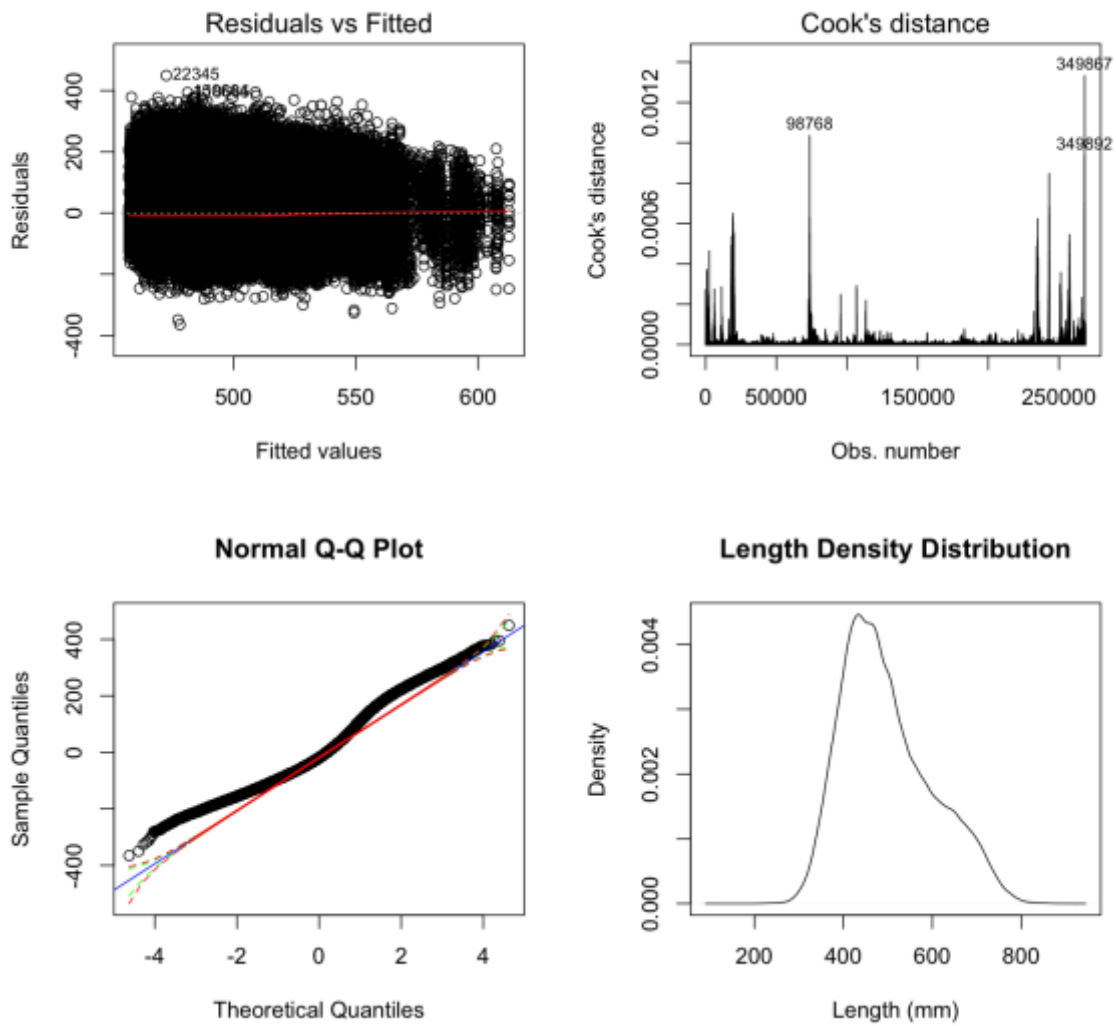 Residuals vs Fitted
22345
400
200
0
-400
Residuals
500
550
600
Fitted values
Cook's distance
349867
98768
349892
0.0012
0.0006
0.0000
Cook's distance
0
50000
150000
250000
Obs. number
Normal Q-Q Plot
400
200
0
-400
Sample Quantiles
-4
-2
0
2
4
Theoretical Quantiles
Length Density Distribution
0.004
0.002
0.000
Density
200
400
600
800
Length (mm)